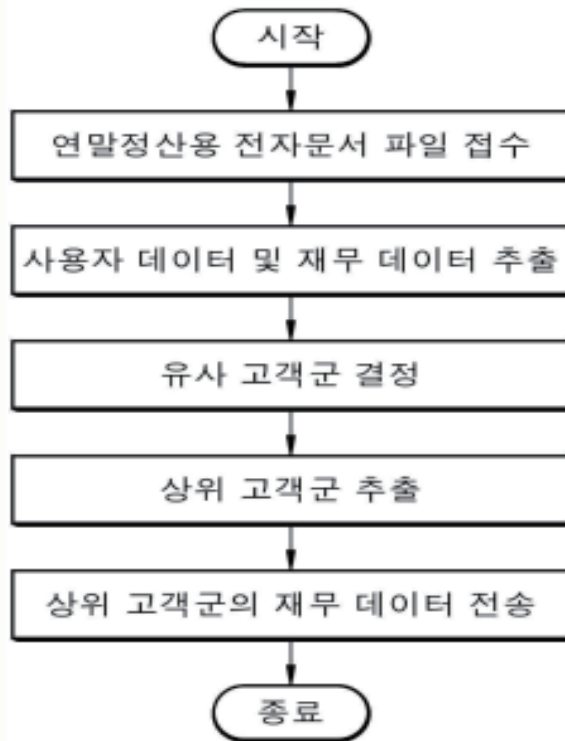 시작
연말정산용 전자문서 파일 접수
사용자 데이터 및 재무 데이터 추출
유사 고객군 결정
상위 고객군 추출
상위 고객군의 재무 데이터 전송
종료